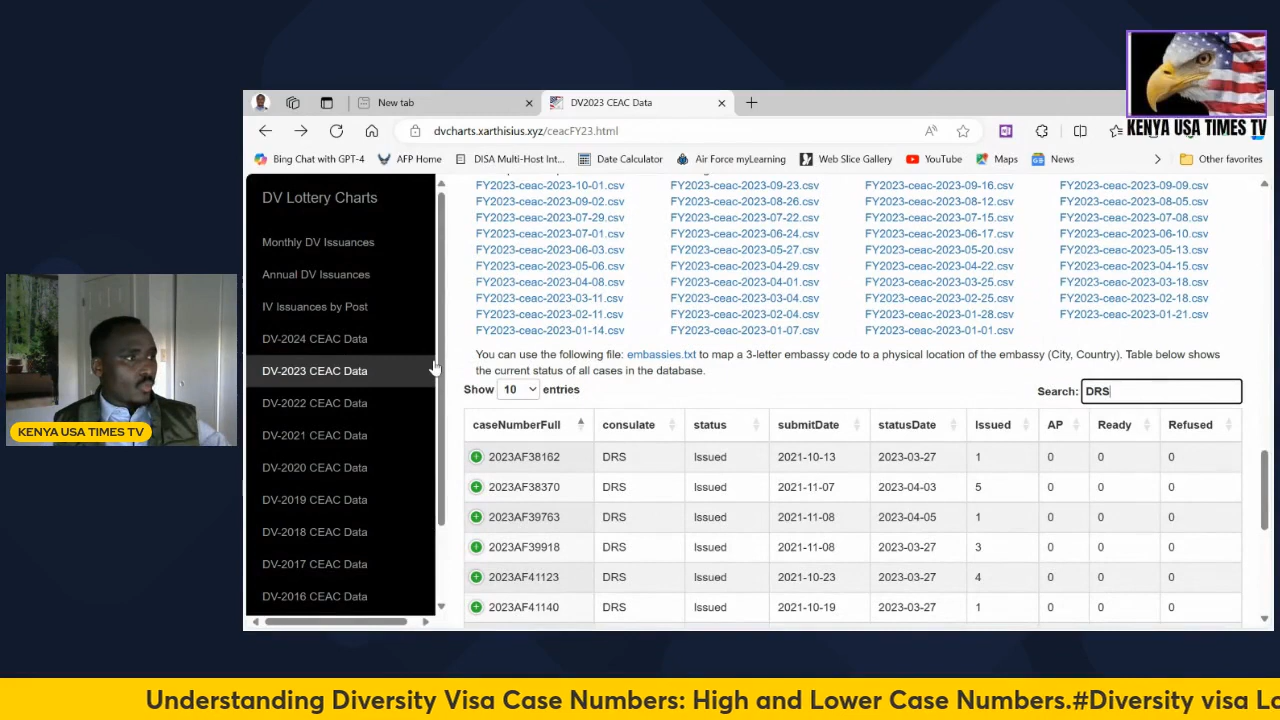 KENYA USA TIMES TV
New tab
DV2023 CEAC Data
dvcharts.xarthisius.xyz/ceacFY23.html
Bing Chat with GPT-4
AFP Home
DISA Multi-Host Int...
Date Calculator
Air Force myLearning
Web Slice Gallery
YouTube
Maps
News
Other favorites
DV Lottery Charts
Monthly DV Issuances
Annual DV Issuances
IV Issuances by Post
DV-2024 CEAC Data
DV-2023 CEAC Data
DV-2022 CEAC Data
DV-2021 CEAC Data
DV-2020 CEAC Data
DV-2019 CEAC Data
DV-2018 CEAC Data
DV-2017 CEAC Data
DV-2016 CEAC Data
FY2023-ceac-2023-10-01.csv FY2023-ceac-2023-09-23.csv FY2023-ceac-2023-09-16.csv FY2023-ceac-2023-09-09.csv
FY2023-ceac-2023-09-02.csv FY2023-ceac-2023-08-26.csv FY2023-ceac-2023-08-12.csv FY2023-ceac-2023-08-05.csv
FY2023-ceac-2023-07-29.csv FY2023-ceac-2023-07-22.csv FY2023-ceac-2023-07-15.csv FY2023-ceac-2023-07-08.csv
FY2023-ceac-2023-07-01.csv FY2023-ceac-2023-06-24.csv FY2023-ceac-2023-06-17.csv FY2023-ceac-2023-06-10.csv
FY2023-ceac-2023-06-03.csv FY2023-ceac-2023-05-27.csv FY2023-ceac-2023-05-20.csv FY2023-ceac-2023-05-13.csv
FY2023-ceac-2023-05-06.csv FY2023-ceac-2023-04-29.csv FY2023-ceac-2023-04-22.csv FY2023-ceac-2023-04-15.csv
FY2023-ceac-2023-04-08.csv FY2023-ceac-2023-04-01.csv FY2023-ceac-2023-03-25.csv FY2023-ceac-2023-03-18.csv
FY2023-ceac-2023-03-11.csv FY2023-ceac-2023-03-04.csv FY2023-ceac-2023-02-25.csv FY2023-ceac-2023-02-18.csv
FY2023-ceac-2023-02-11.csv FY2023-ceac-2023-02-04.csv FY2023-ceac-2023-01-28.csv FY2023-ceac-2023-01-21.csv
FY2023-ceac-2023-01-14.csv FY2023-ceac-2023-01-07.csv FY2023-ceac-2023-01-01.csv
You can use the following file: embassies.txt to map a 3-letter embassy code to a physical location of the embassy (City, Country). Table below shows
the current status of all cases in the database.
Show 10 entries
Search: DRS
caseNumberFull consulate status submitDate statusDate Issued AP Ready Refused
2023AF38162 DRS Issued 2021-10-13 2023-03-27 1 0 0 0
2023AF38370 DRS Issued 2021-11-07 2023-04-03 5 0 0 0
2023AF39763 DRS Issued 2021-11-08 2023-04-05 1 0 0 0
2023AF39918 DRS Issued 2021-11-08 2023-03-27 3 0 0 0
2023AF41123 DRS Issued 2021-10-23 2023-03-27 4 0 0 0
2023AF41140 DRS Issued 2021-10-19 2023-03-27 1 0 0 0
KENYA USA TIMES TV
Understanding Diversity Visa Case Numbers: High and Lower Case Numbers.#Diversity visa Lo